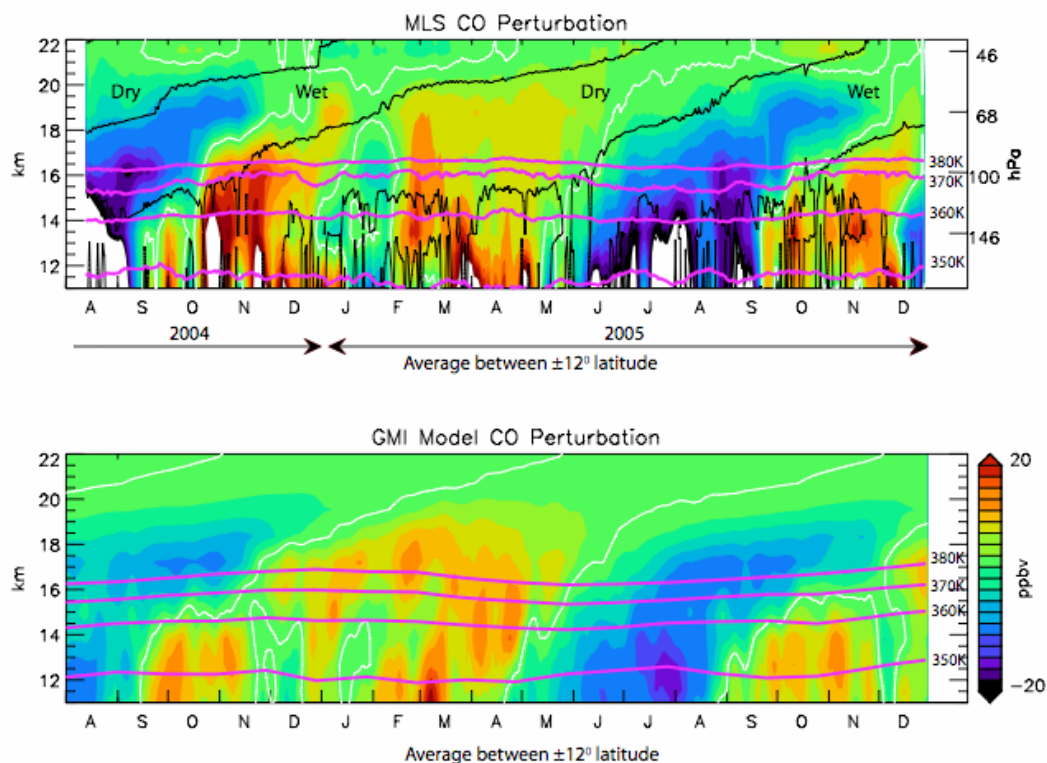 MLS CO Perturbation
22
20
18
16
14
12
km
Dry
Wet
Dry
Wet
380K
370K
360K
350K
46
68
100
146
hPa
A S O N D J F M A M J J A S O N D
2004
2005
Average between ±12⁰ latitude
GMI Model CO Perturbation
22
20
18
16
14
12
km
380K
370K
360K
350K
20
ppbv
−20
A S O N D J F M A M J J A S O N D
Average between ±12⁰ latitude